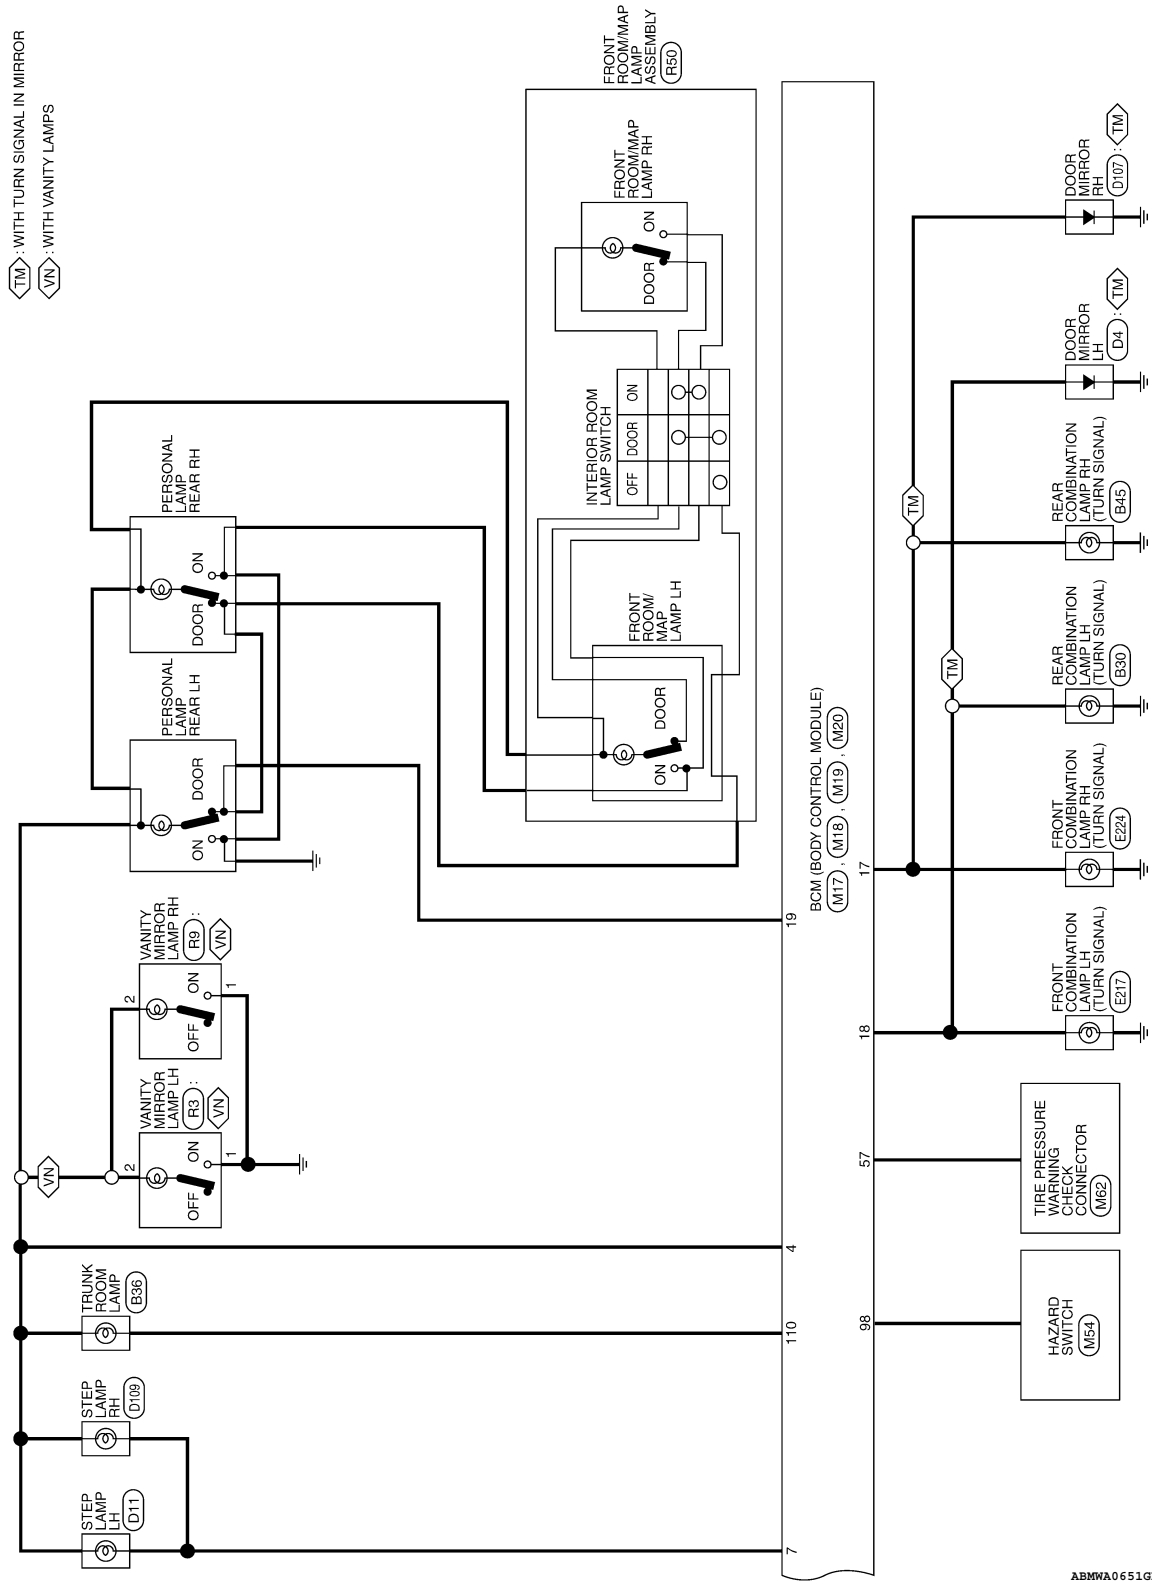 TM : WITH TURN SIGNAL IN MIRROR
VN : WITH VANITY LAMPS
STEP
LAMP
LH
D11
STEP
LAMP
RH
D109
TRUNK
ROOM
LAMP
B36
VN
VANITY
MIRROR
LAMP LH
R3 :
VN
2
OFF
ON
1
VANITY
MIRROR
LAMP RH
R9 :
VN
2
OFF
ON
1
PERSONAL
LAMP
REAR LH
ON
DOOR
PERSONAL
LAMP
REAR RH
DOOR
ON
FRONT
ROOM/MAP
LAMP
ASSEMBLY
R50
FRONT
ROOM/
MAP
LAMP LH
ON
DOOR
INTERIOR ROOM
LAMP SWITCH
OFF
DOOR
ON
FRONT
ROOM/MAP
LAMP RH
DOOR
ON
7
110
4
19
BCM (BODY CONTROL MODULE)
M17 , M18 , M19 , M20
98
57
18
17
HAZARD
SWITCH
M54
TIRE PRESSURE
WARNING
CHECK
CONNECTOR
M62
FRONT
COMBINATION
LAMP LH
(TURN SIGNAL)
E217
FRONT
COMBINATION
LAMP RH
(TURN SIGNAL)
E224
TM
REAR
COMBINATION
LAMP LH
(TURN SIGNAL)
B30
TM
REAR
COMBINATION
LAMP RH
(TURN SIGNAL)
B45
DOOR
MIRROR
LH
D4 : TM
DOOR
MIRROR
RH
D107 : TM
ABMWA0651G